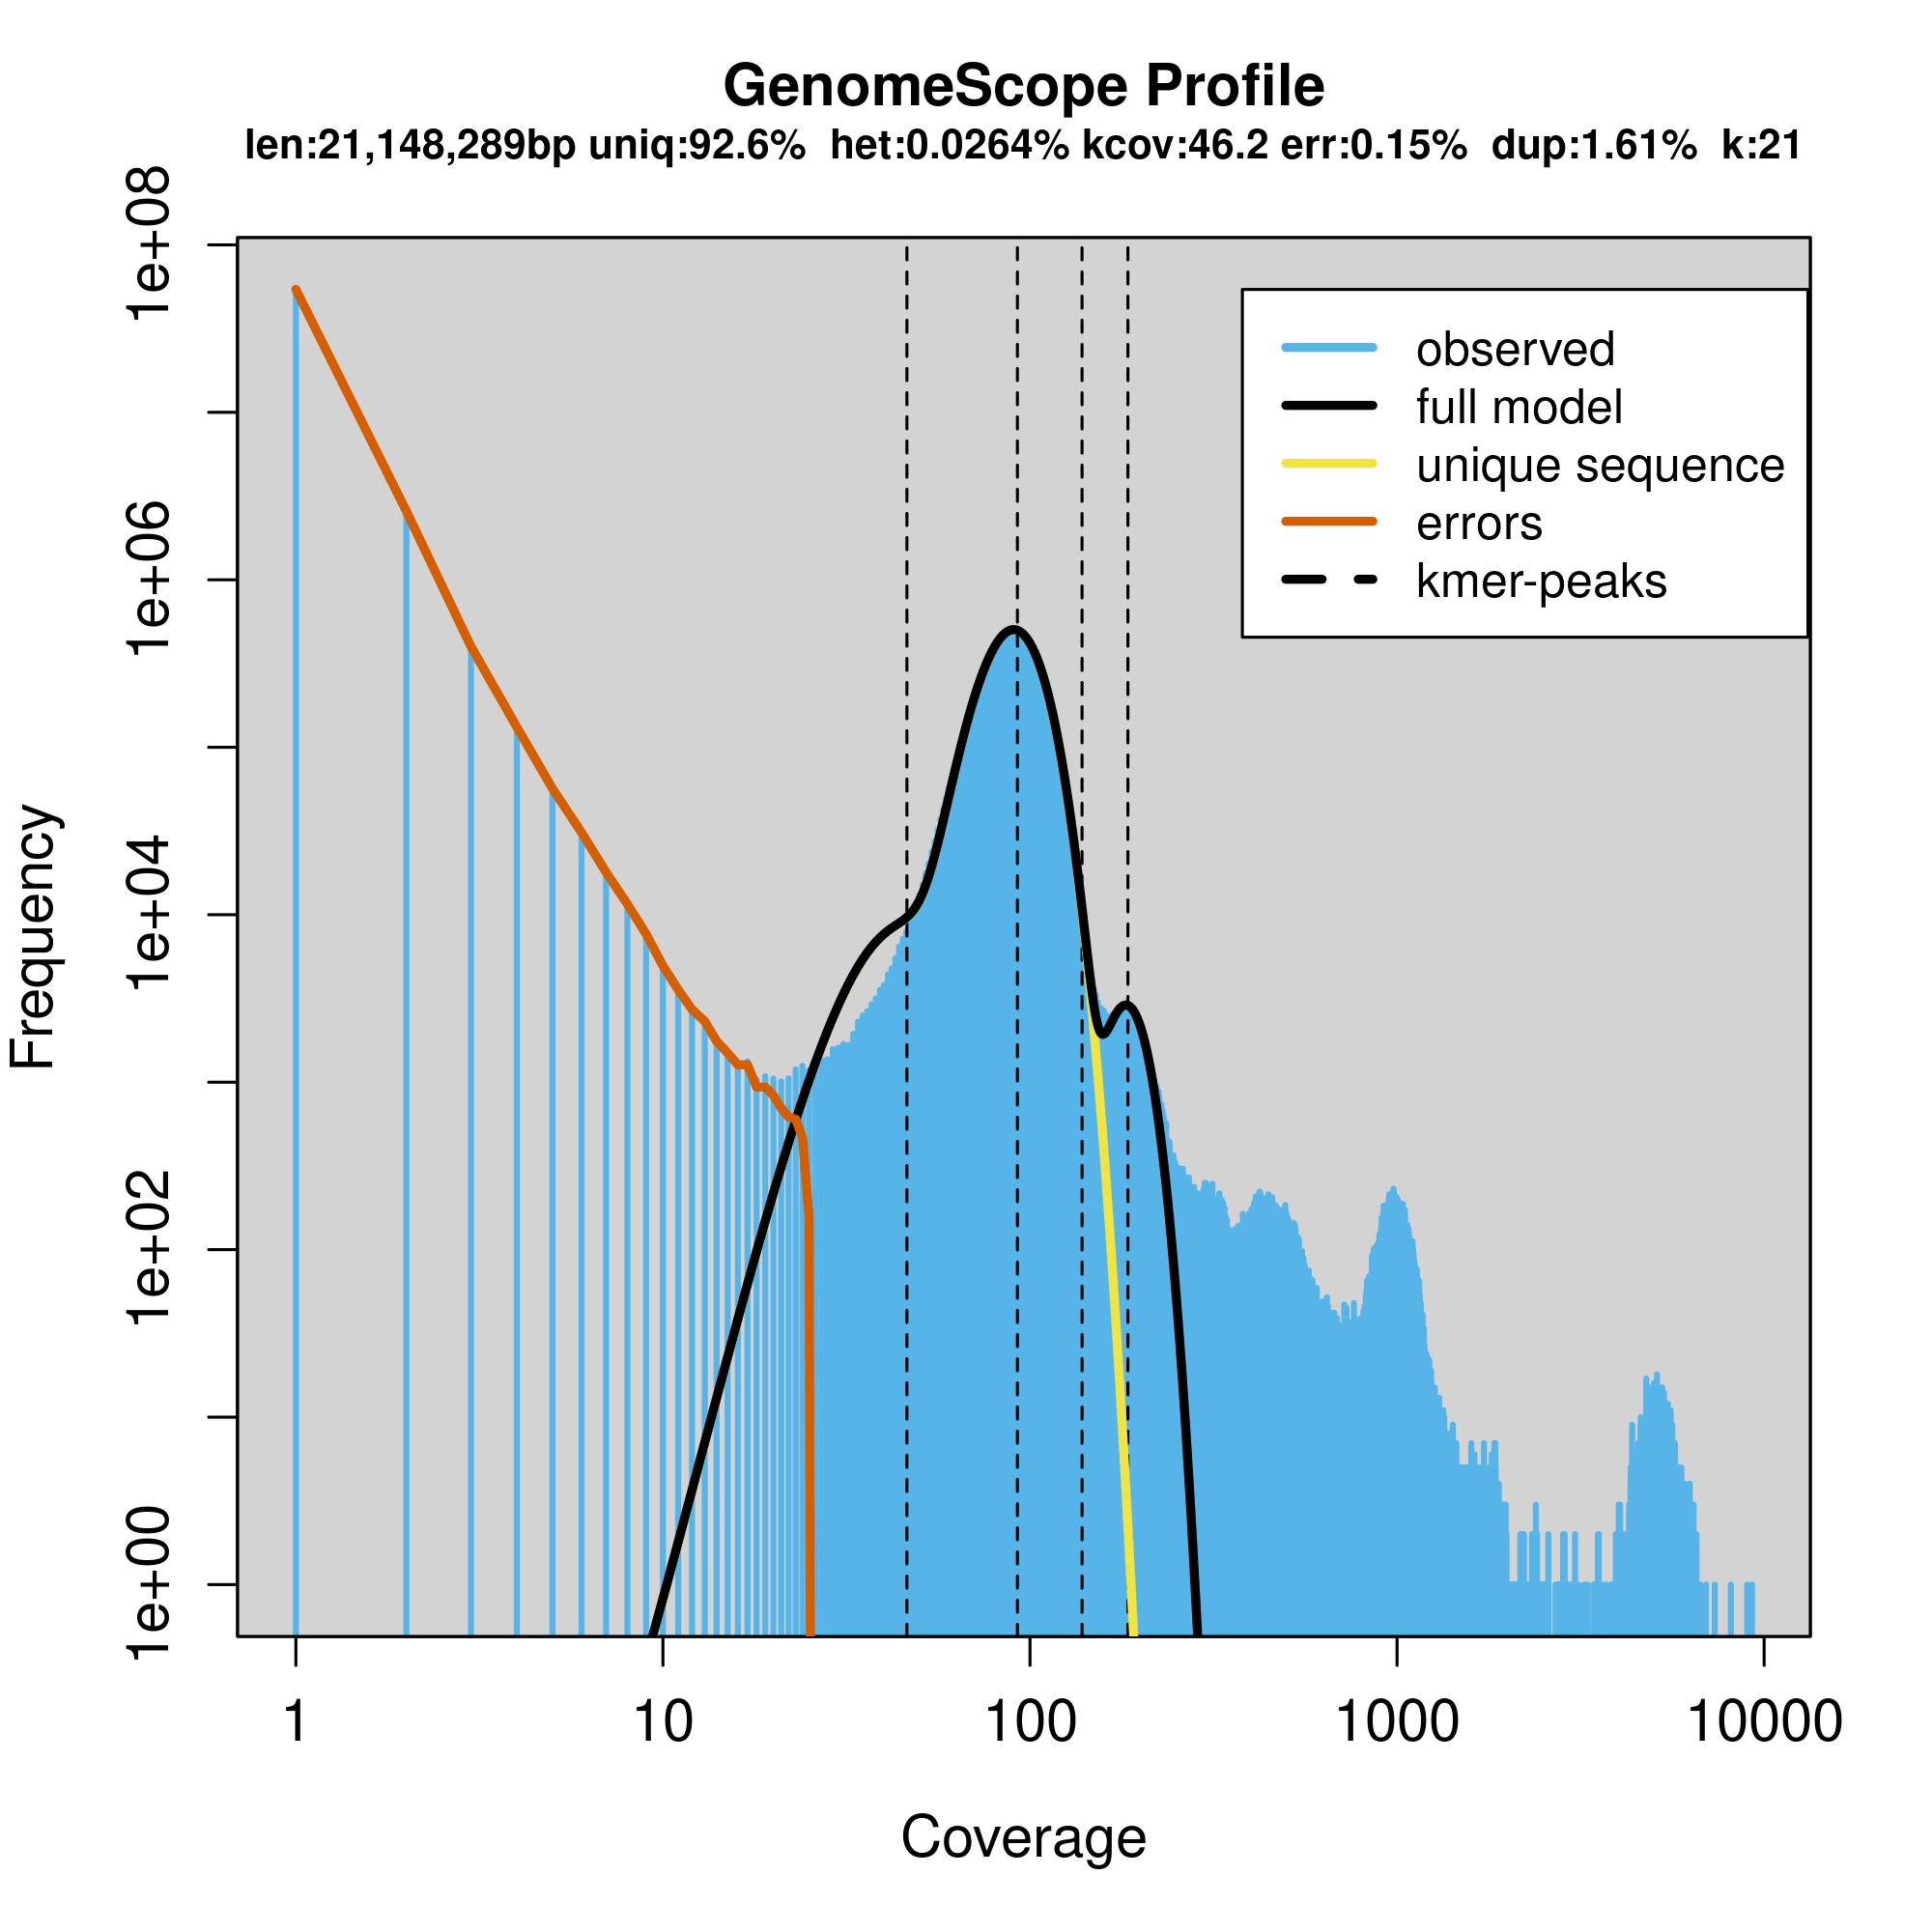 GenomeScope Profile
len:21,148,289bp uniq:92.6% het:0.0264% kcov:46.2 err:0.15% dup:1.61% k:21
1e+08
1e+06
1e+04
1e+02
1e+00
Frequency
observed
full model
unique sequence
errors
kmer-peaks
1 10 100 1000 10000
Coverage